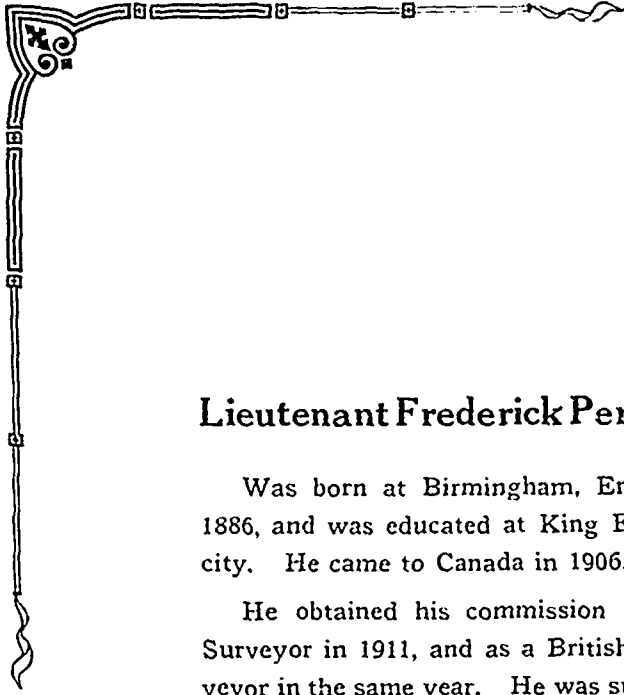 Lieutenant Frederick Per
Was born at Birmingham, En
1886, and was educated at King E
city. He came to Canada in 1906.
He obtained his commission
Surveyor in 1911, and as a British
veyor in the same year. He was su